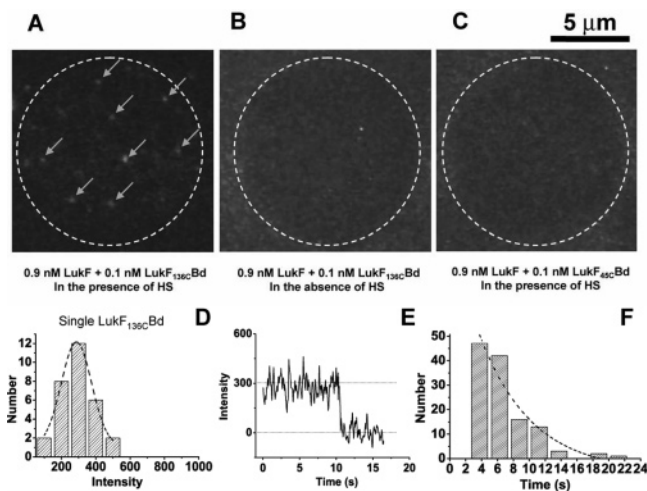 A
B
C
5 μm
0.9 nM LukF + 0.1 nM LukF136CBd
In the presence of HS
0.9 nM LukF + 0.1 nM LukF136CBd
In the absence of HS
0.9 nM LukF + 0.1 nM LukF45CBd
In the presence of HS
Single LukF136CBd
D
E
F
Number
12
10
8
6
4
2
0
200 400 600 800 1000
Intensity
Intensity
600
300
0
0 5 10 15
Time (s)
Number
50
40
30
20
10
0
0 2 4 6 8 10 12 14 16 18 20 22 24
Time (s)